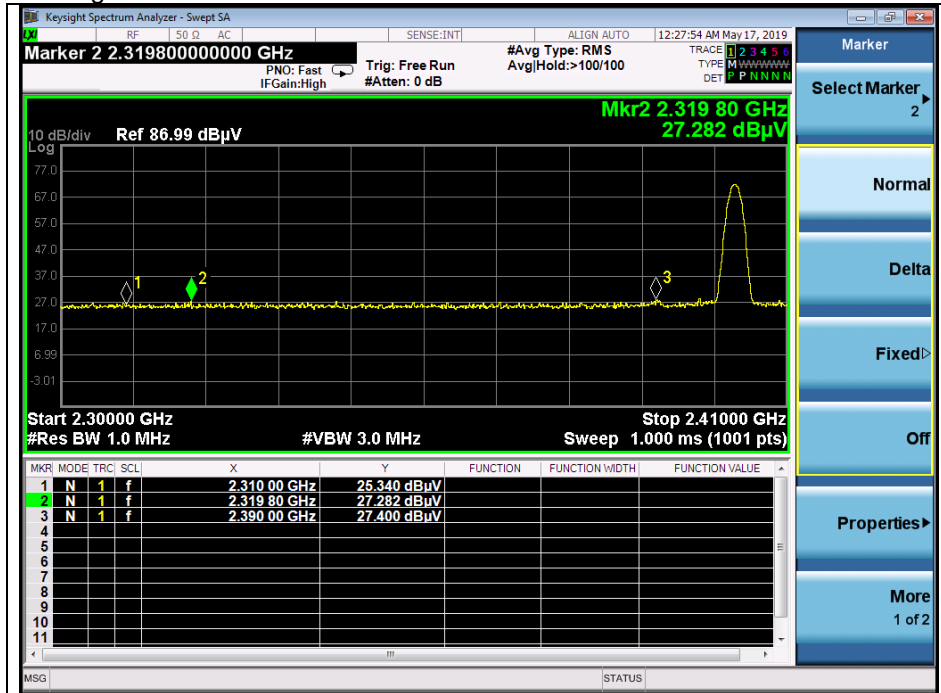 Keysight Spectrum Analyzer - Swept SA
LXI RF 50 Ω AC SENSE:INT ALIGN AUTO 12:27:54 AM May 17, 2019
Marker 2 2.319800000000 GHz
PNO: Fast
IFGain:High
Trig: Free Run
#Atten: 0 dB
#Avg Type: RMS
Avg|Hold:>100/100
TRACE 1 2 3 4 5 6
TYPE M WWWWW
DET P P N N N N
Mkr2 2.319 80 GHz
27.282 dBµV
10 dB/div Ref 86.99 dBµV
Log
77.0
67.0
57.0
47.0
37.0
27.0
17.0
6.99
-3.01
1
2
3
Start 2.30000 GHz Stop 2.41000 GHz
#Res BW 1.0 MHz #VBW 3.0 MHz Sweep 1.000 ms (1001 pts)
MKR MODE TRC SCL X Y FUNCTION FUNCTION WIDTH FUNCTION VALUE
1 N 1 f 2.310 00 GHz 25.340 dBµV
2 N 1 f 2.319 80 GHz 27.282 dBµV
3 N 1 f 2.390 00 GHz 27.400 dBµV
4
5
6
7
8
9
10
11
MSG STATUS
Marker
Select Marker
2
Normal
Delta
Fixed
Off
Properties
More
1 of 2